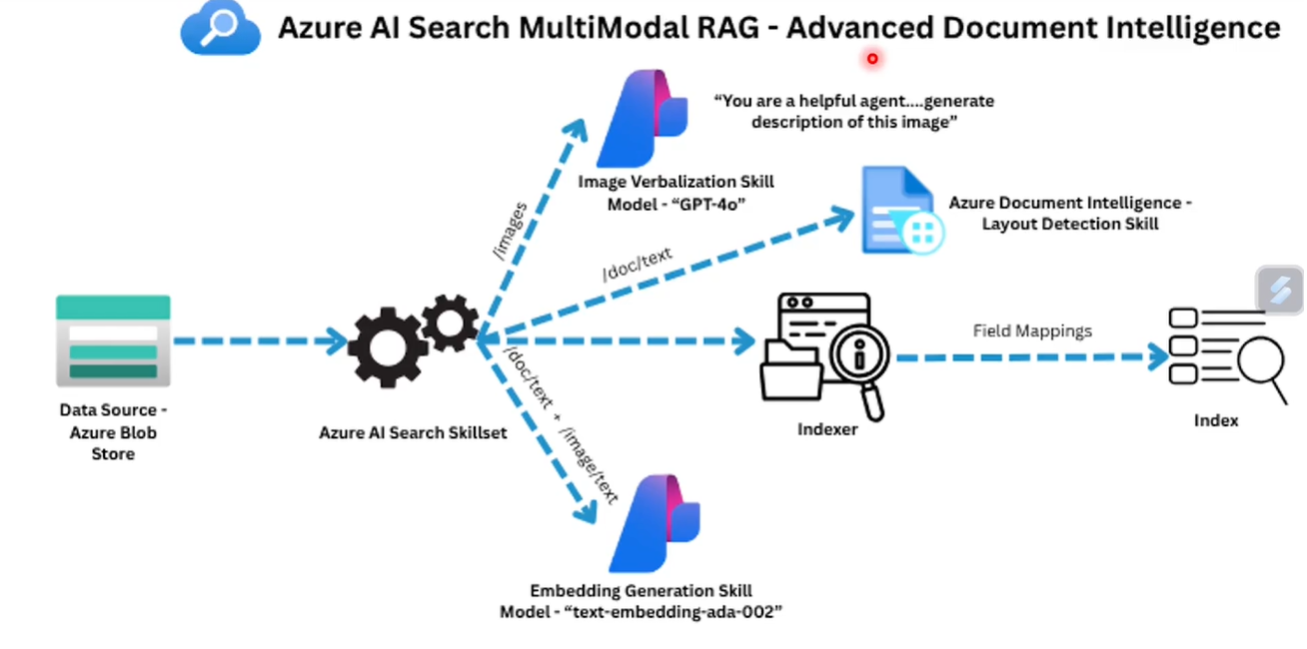 Azure AI Search MultiModal RAG - Advanced Document Intelligence
“You are a helpful agent....generate
description of this image”
Image Verbalization Skill
Model - “GPT-4o”
Azure Document Intelligence -
Layout Detection Skill
/images
/doc/text
Field Mappings
/doc/text + /image/text
Data Source -
Azure Blob
Store
Azure AI Search Skillset
Indexer
Index
Embedding Generation Skill
Model - “text-embedding-ada-002”